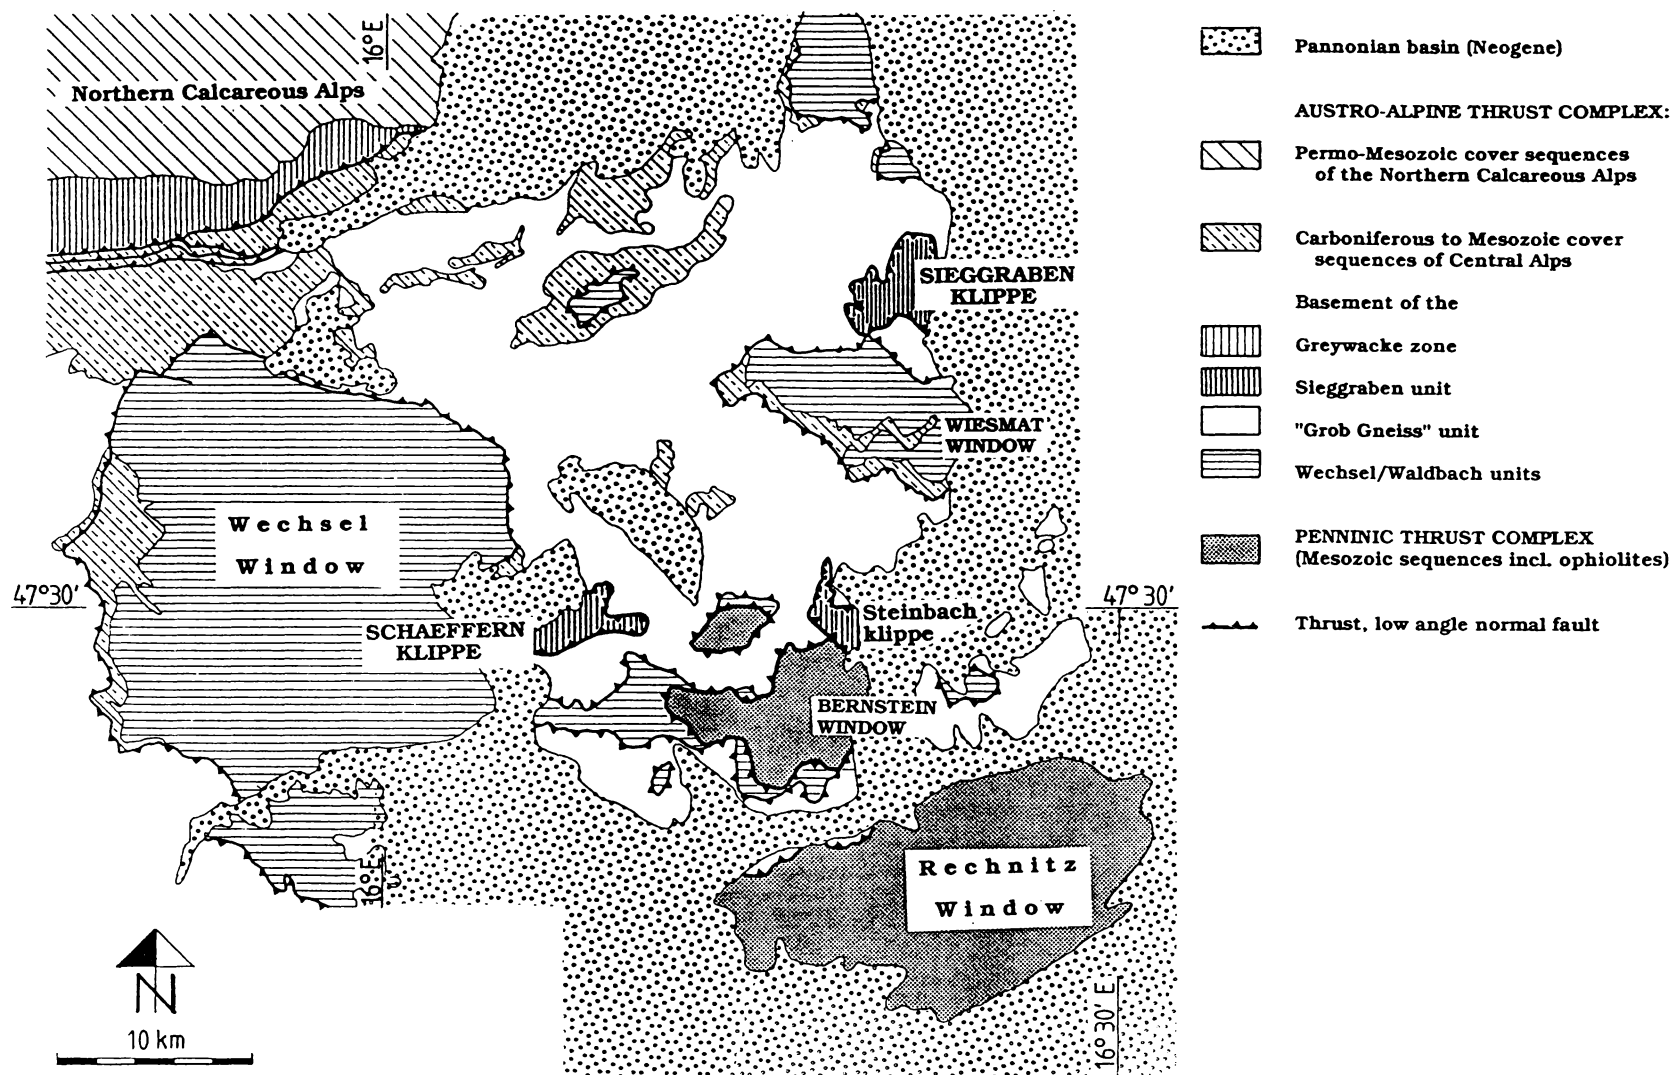 16°E
Northern Calcareous Alps
SIEGGRABEN
KLIPPE
WIESMAT
WINDOW
Wechsel
Window
47°30'
47°30'
SCHAEFFERN
KLIPPE
Steinbach
klippe
BERNSTEIN
WINDOW
16°E
Rechnitz
Window
N
10 km
16°30' E
Pannonian basin (Neogene)
AUSTRO-ALPINE THRUST COMPLEX:
Permo-Mesozoic cover sequences
of the Northern Calcareous Alps
Carboniferous to Mesozoic cover
sequences of Central Alps
Basement of the
Greywacke zone
Sieggraben unit
"Grob Gneiss" unit
Wechsel/Waldbach units
PENNINIC THRUST COMPLEX
(Mesozoic sequences incl. ophiolites)
Thrust, low angle normal fault